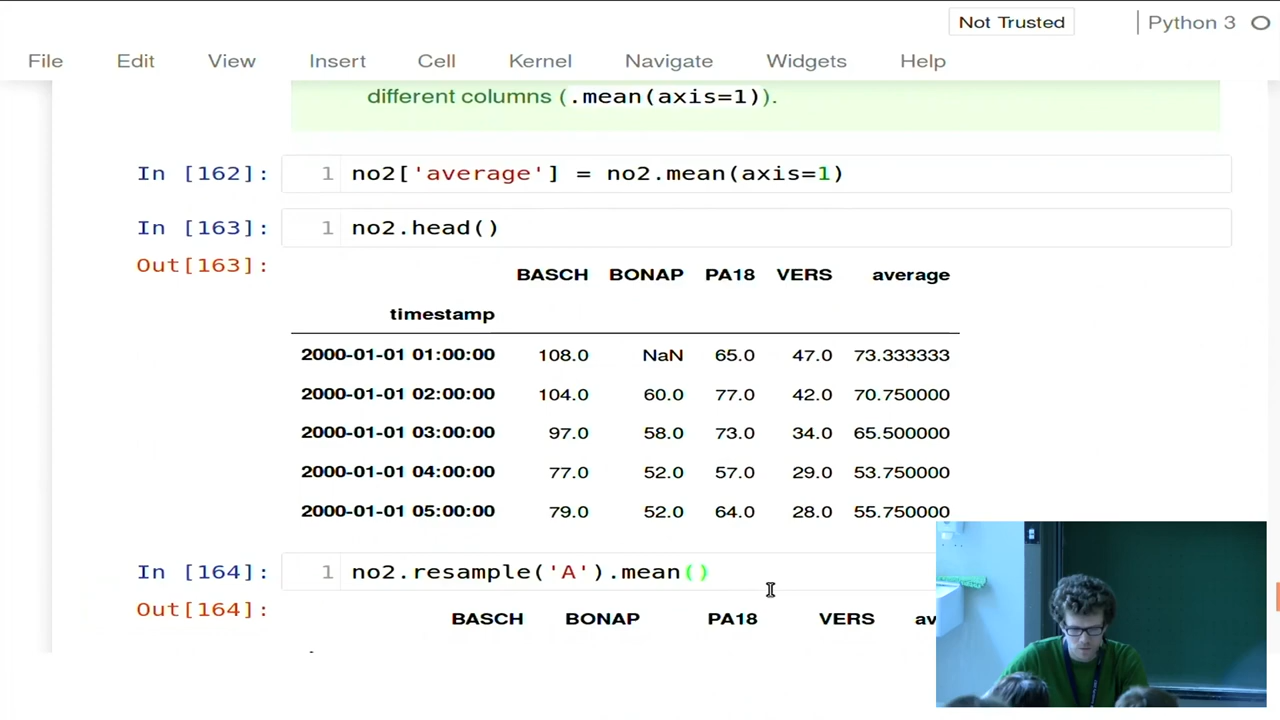 Not Trusted Python 3
File Edit View Insert Cell Kernel Navigate Widgets Help
different columns (.mean(axis=1)).
In [162]: 1 no2['average'] = no2.mean(axis=1)
In [163]: 1 no2.head()
Out[163]:
BASCH BONAP PA18 VERS average
timestamp
2000-01-01 01:00:00 108.0 NaN 65.0 47.0 73.333333
2000-01-01 02:00:00 104.0 60.0 77.0 42.0 70.750000
2000-01-01 03:00:00 97.0 58.0 73.0 34.0 65.500000
2000-01-01 04:00:00 77.0 52.0 57.0 29.0 53.750000
2000-01-01 05:00:00 79.0 52.0 64.0 28.0 55.750000
In [164]: 1 no2.resample('A').mean()
Out[164]:
BASCH BONAP PA18 VERS av